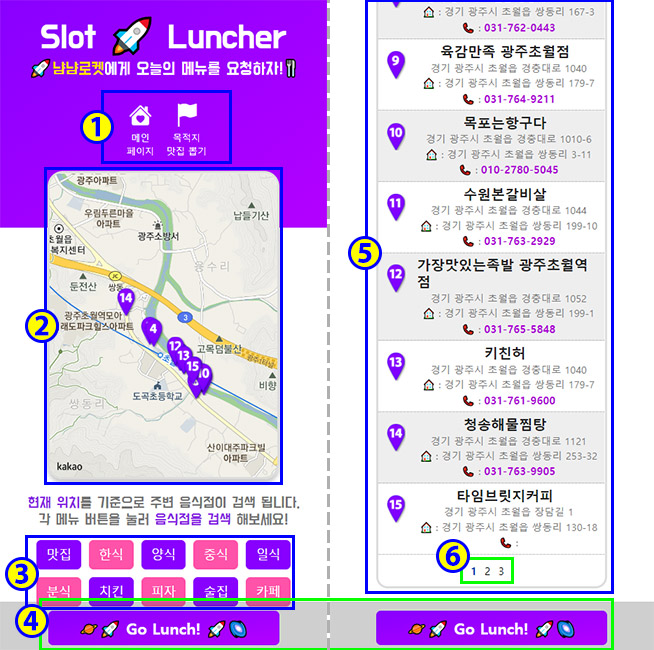 Slot Luncher
냠냠로켓에게 오늘의 메뉴를 요청하자!
1
메인
페이지
목적지
맛집 뽑기
광주아파트
우림두른마을
아파트
광주소방서
납들기산
초월읍
복지센터
용수리
둔전산
쌍동
JC
14
광주초월역모아
래도파크힐스아파트
3
4
12
13
15
10
고목덤불산
비향
도곡초등학교
쌍동리
산이대주파크빌
아파트
kakao
2
현재 위치를 기준으로 주변 음식점이 검색 됩니다.
각 메뉴 버튼을 눌러 음식점을 검색 해보세요!
3
맛집 한식 양식 중식 일식
분식 치킨 피자 술집 카페
4
Go Lunch!
: 경기 광주시 초월읍 쌍동리 167-3
: 031-762-0443
9
육감만족 광주초월점
경기 광주시 초월읍 경충대로 1040
: 경기 광주시 초월읍 쌍동리 179-7
: 031-764-9211
10
목포는항구다
경기 광주시 초월읍 경충대로 1010-6
: 경기 광주시 초월읍 쌍동리 3-11
: 010-2780-5045
11
수원본갈비살
경기 광주시 초월읍 경충대로 1044
: 경기 광주시 초월읍 쌍동리 199-10
: 031-763-2929
5
12
가장맛있는족발 광주초월역
점
경기 광주시 초월읍 경충대로 1052
: 경기 광주시 초월읍 쌍동리 199-1
: 031-765-5848
13
키친허
경기 광주시 초월읍 경충대로 1040
: 경기 광주시 초월읍 쌍동리 179-7
: 031-761-9600
14
청송해물찜탕
경기 광주시 초월읍 경충대로 1121
: 경기 광주시 초월읍 쌍동리 253-32
: 031-763-9905
15
타임브릿지커피
경기 광주시 초월읍 장담길 1
: 경기 광주시 초월읍 쌍동리 130-18
:
6
1 2 3
Go Lunch!